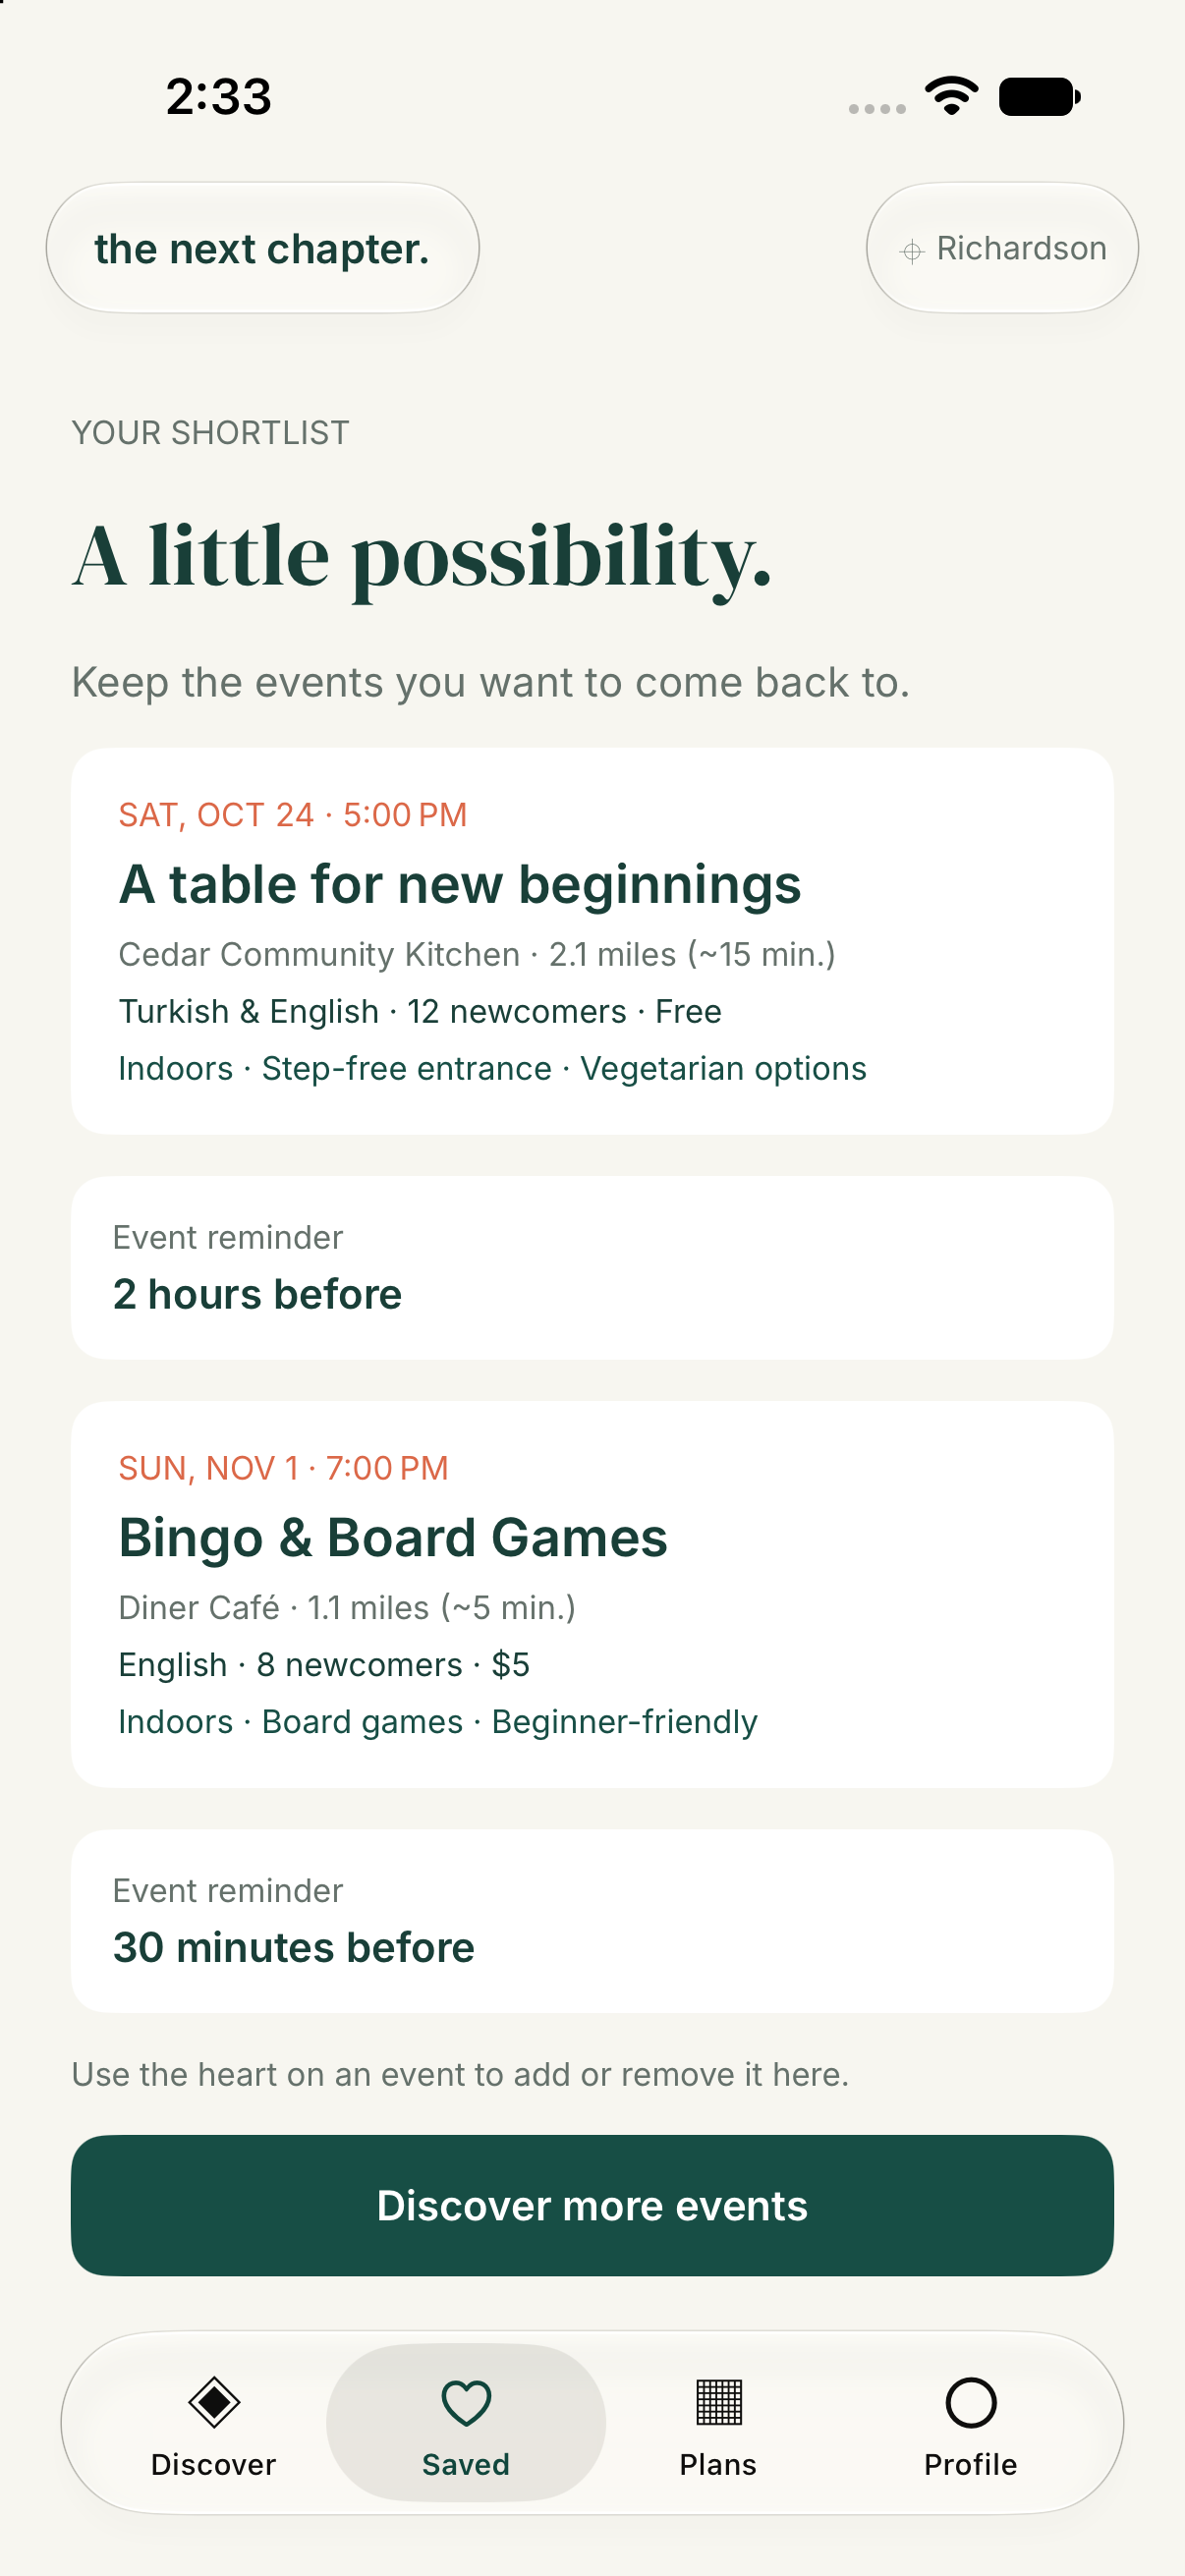 2:33
the next chapter.
Richardson
YOUR SHORTLIST
A little possibility.
Keep the events you want to come back to.
SAT, OCT 24 · 5:00 PM
A table for new beginnings
Cedar Community Kitchen · 2.1 miles (~15 min.)
Turkish & English · 12 newcomers · Free
Indoors · Step-free entrance · Vegetarian options
Event reminder
2 hours before
SUN, NOV 1 · 7:00 PM
Bingo & Board Games
Diner Café · 1.1 miles (~5 min.)
English · 8 newcomers · $5
Indoors · Board games · Beginner-friendly
Event reminder
30 minutes before
Use the heart on an event to add or remove it here.
Discover more events
Discover Saved Plans Profile